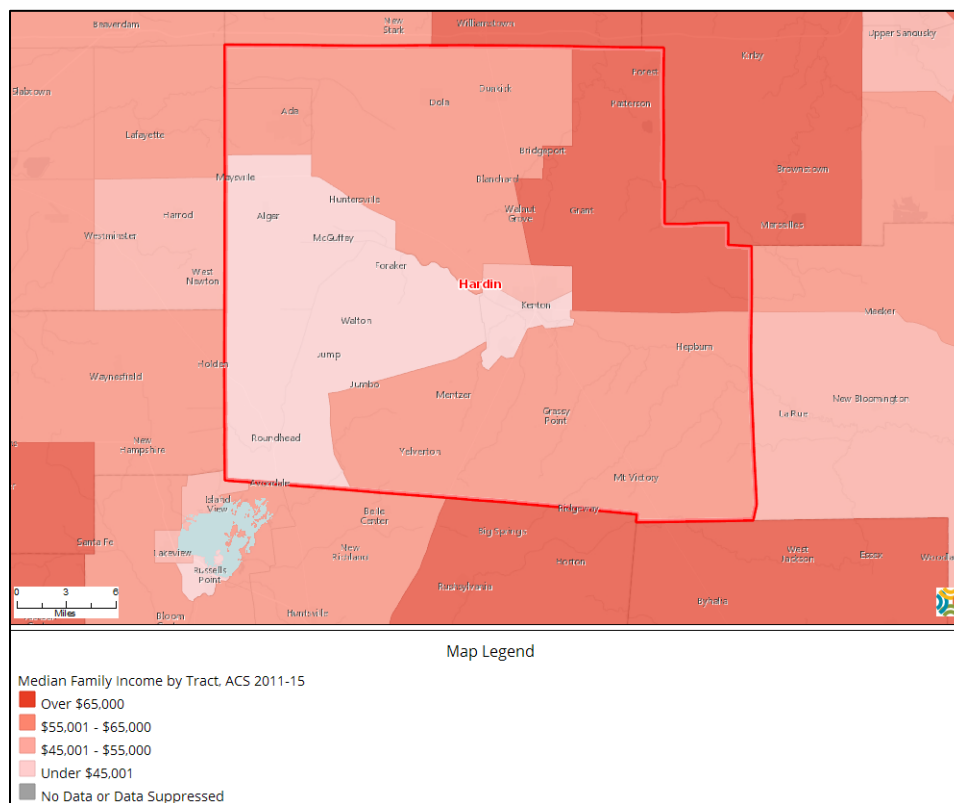 Beaverdam
New
Stark
Williamstown
Upper Sandusky
Kirby
Slabtown
Forest
Dunkirk
Dola
Patterson
Ada
Lafayette
Bridgeport
Brownstown
Maysville
Blanchard
Huntersville
Harrod
Alger
Walnut
Grove
Grant
Marseilles
Westminster
McGuffey
Foraker
West
Newton
Hardin
Kenton
Meeker
Walton
Hepburn
Jump
Holden
Waynesfield
Jumbo
Mentzer
New Bloomington
Grassy
Point
La Rue
New
Hampshire
Roundhead
Yelverton
Mt Victory
Avondale
Island
View
Belle
Center
Ridgeway
Big Springs
Santa Fe
Lakeview
New
Richland
Horton
West
Jackson
Essex
Russells
Point
Rushsylvania
Byhalia
0 3 6
Miles
Bloom
Huntsville
Map Legend
Median Family Income by Tract, ACS 2011-15
Over $65,000
$55,001 - $65,000
$45,001 - $55,000
Under $45,001
No Data or Data Suppressed